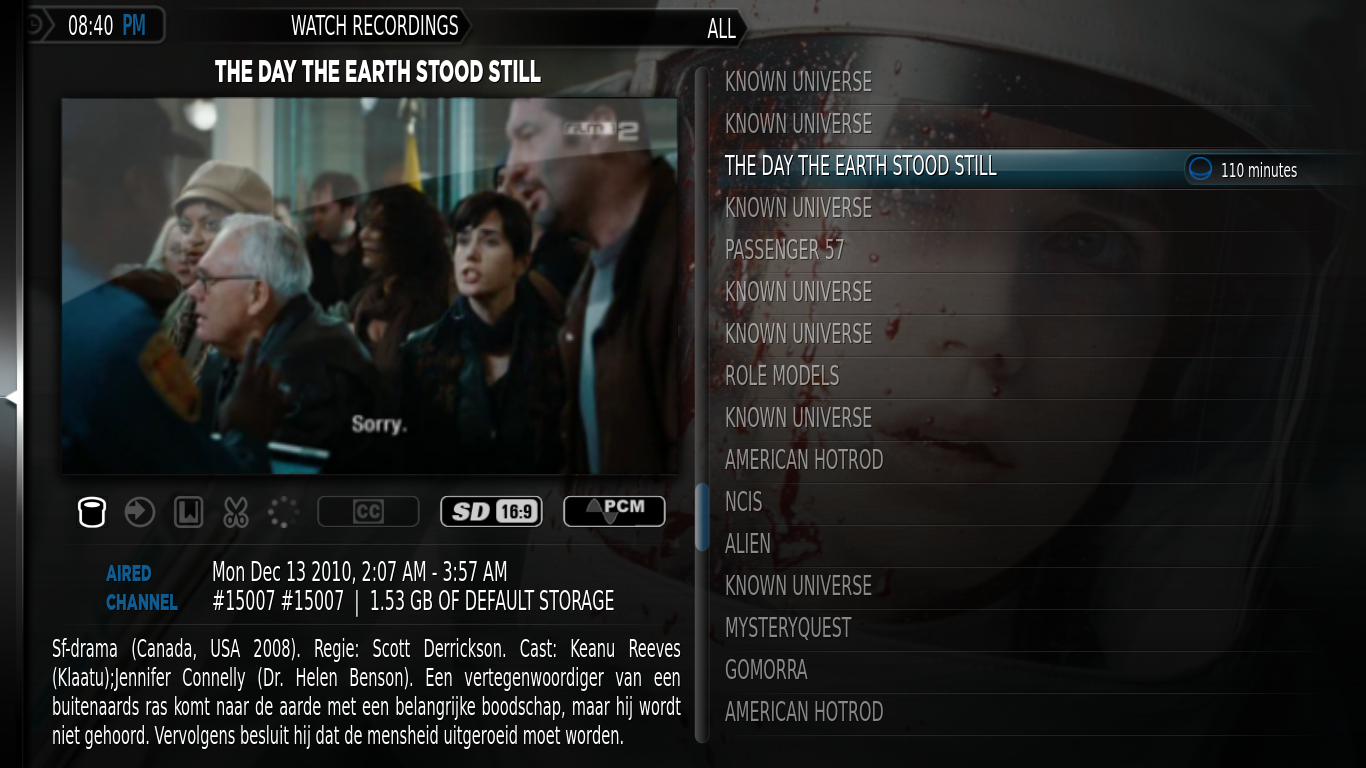 08:40 PM
WATCH RECORDINGS
ALL
THE DAY THE EARTH STOOD STILL
FILM1 2
Sorry.
CC
SD 16:9
PCM
AIRED Mon Dec 13 2010, 2:07 AM - 3:57 AM
CHANNEL #15007 #15007 | 1.53 GB OF DEFAULT STORAGE
Sf-drama (Canada, USA 2008). Regie: Scott Derrickson. Cast: Keanu Reeves
(Klaatu);Jennifer Connelly (Dr. Helen Benson). Een vertegenwoordiger van een
buitenaards ras komt naar de aarde met een belangrijke boodschap, maar hij wordt
niet gehoord. Vervolgens besluit hij dat de mensheid uitgeroeid moet worden.
KNOWN UNIVERSE
KNOWN UNIVERSE
THE DAY THE EARTH STOOD STILL 110 minutes
KNOWN UNIVERSE
PASSENGER 57
KNOWN UNIVERSE
KNOWN UNIVERSE
ROLE MODELS
KNOWN UNIVERSE
AMERICAN HOTROD
NCIS
ALIEN
KNOWN UNIVERSE
MYSTERYQUEST
GOMORRA
AMERICAN HOTROD